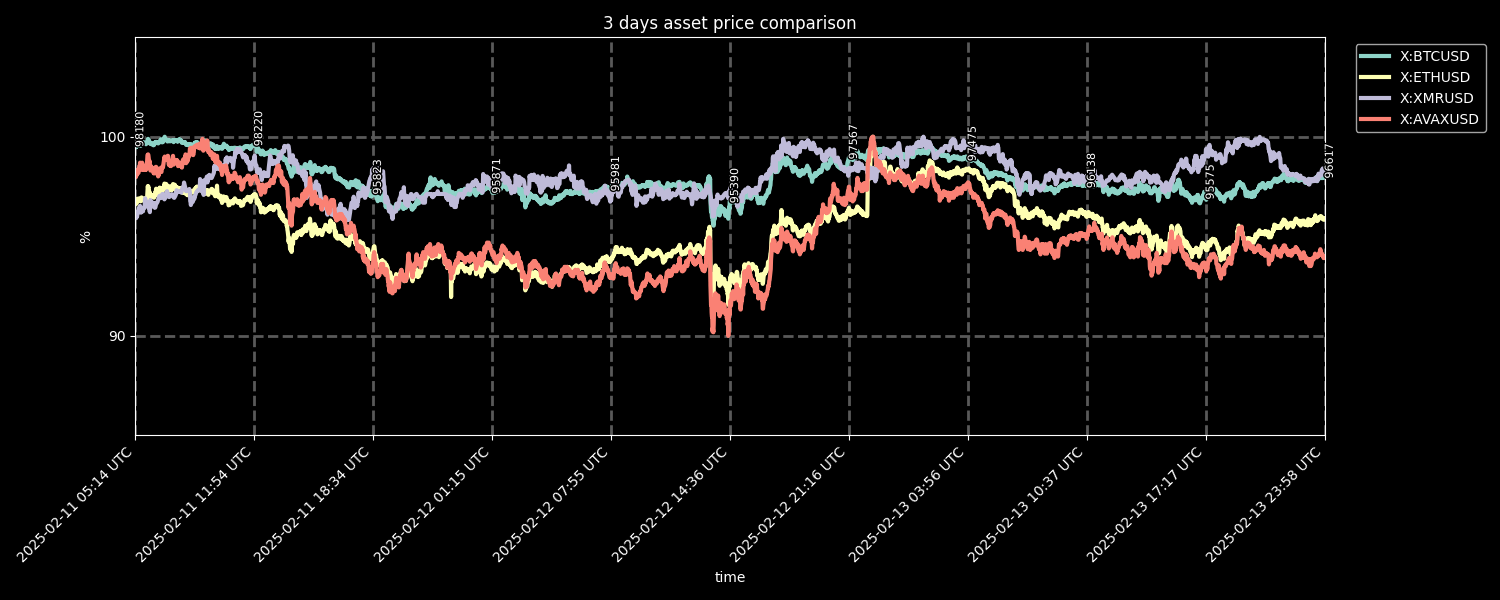 3 days asset price comparison
X:BTCUSD
X:ETHUSD
X:XMRUSD
X:AVAXUSD
98180
98220
95823
95871
95981
95390
97567
97475
96138
95575
96617
100
90
%
2025-02-11 05:14 UTC
2025-02-11 11:54 UTC
2025-02-11 18:34 UTC
2025-02-12 01:15 UTC
2025-02-12 07:55 UTC
2025-02-12 14:36 UTC
2025-02-12 21:16 UTC
2025-02-13 03:56 UTC
2025-02-13 10:37 UTC
2025-02-13 17:17 UTC
2025-02-13 23:58 UTC
time